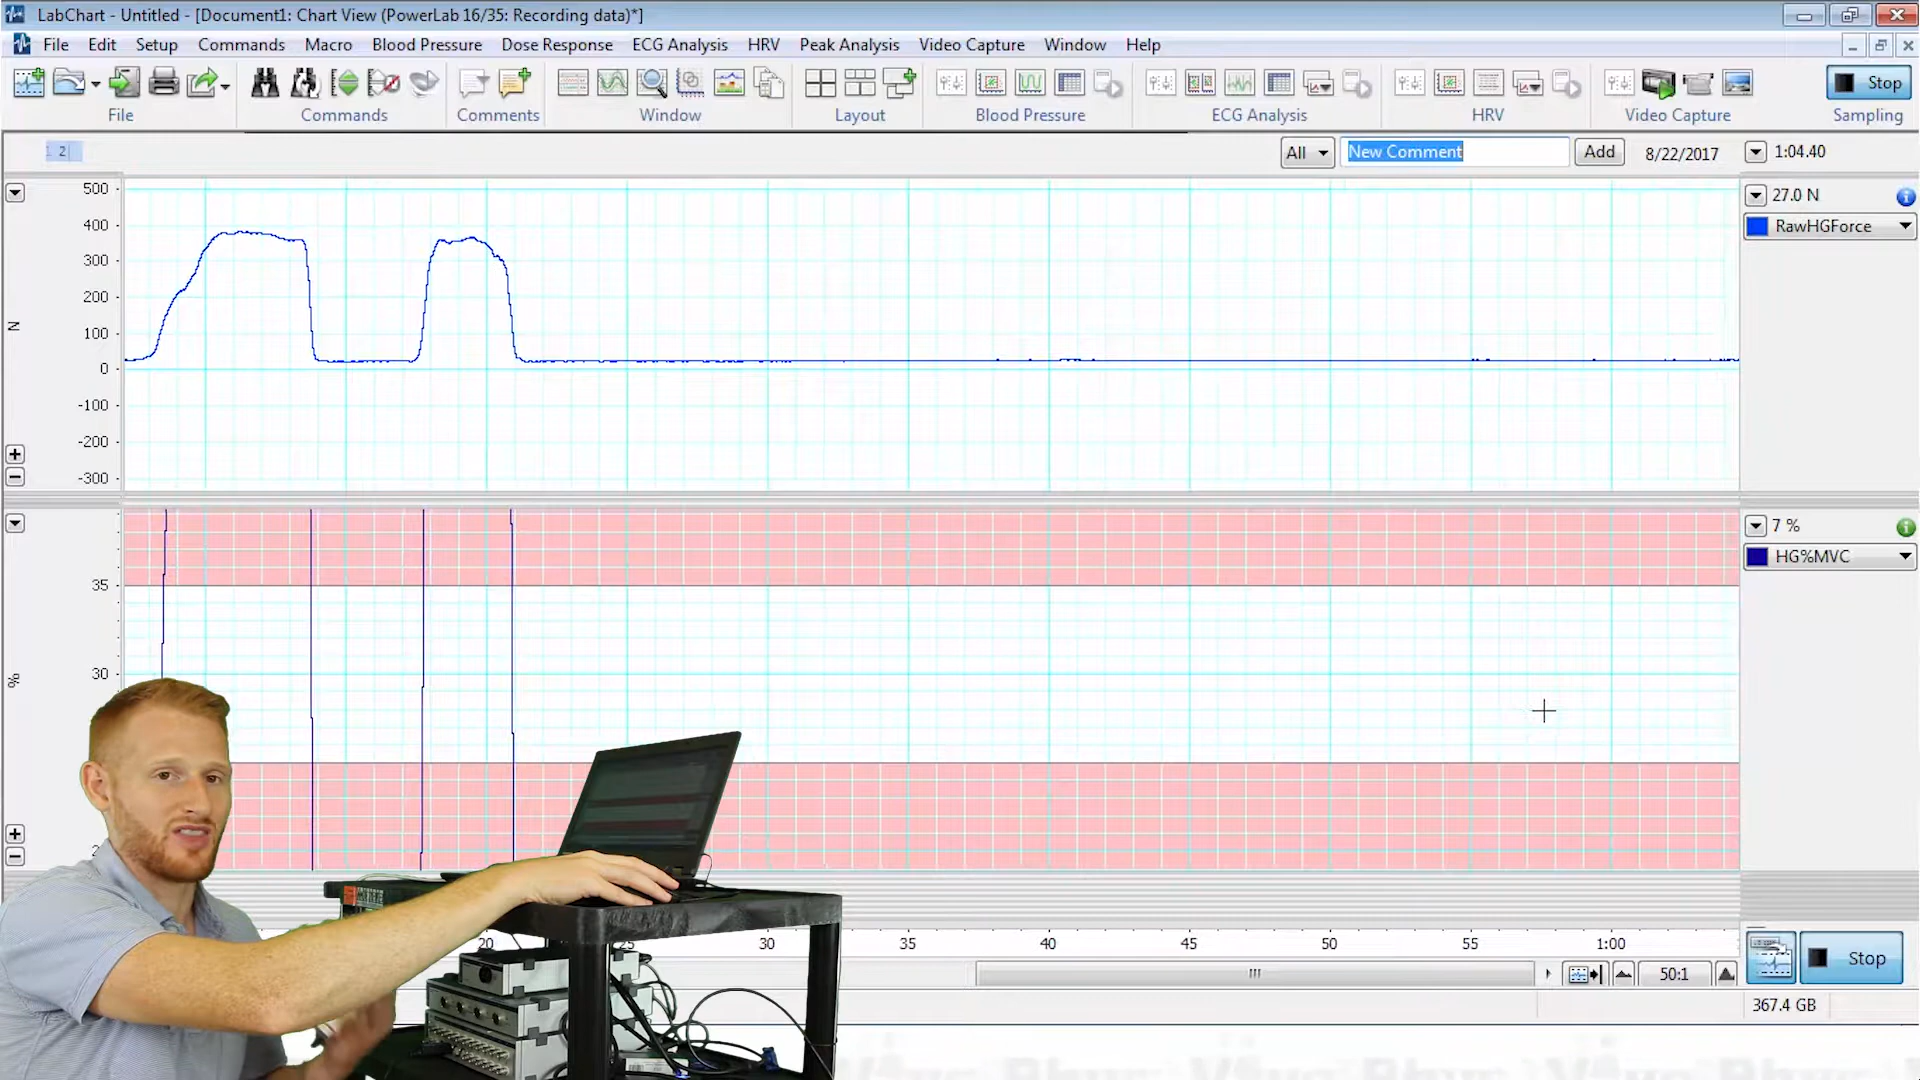 LabChart - Untitled - [Document1: Chart View (PowerLab 16/35: Recording data)*]
File Edit Setup Commands Macro Blood Pressure Dose Response ECG Analysis HRV Peak Analysis Video Capture Window Help
Stop
File Commands Comments Window Layout Blood Pressure ECG Analysis HRV Video Capture Sampling
1 2 All New Comment Add 8/22/2017 1:04.40
500
400
300
200
100
0
-100
-200
-300
N
27.0 N
RawHGForce
35
30
%
7 %
HG%MVC
20 25 30 35 40 45 50 55 1:00
50:1
Stop
367.4 GB